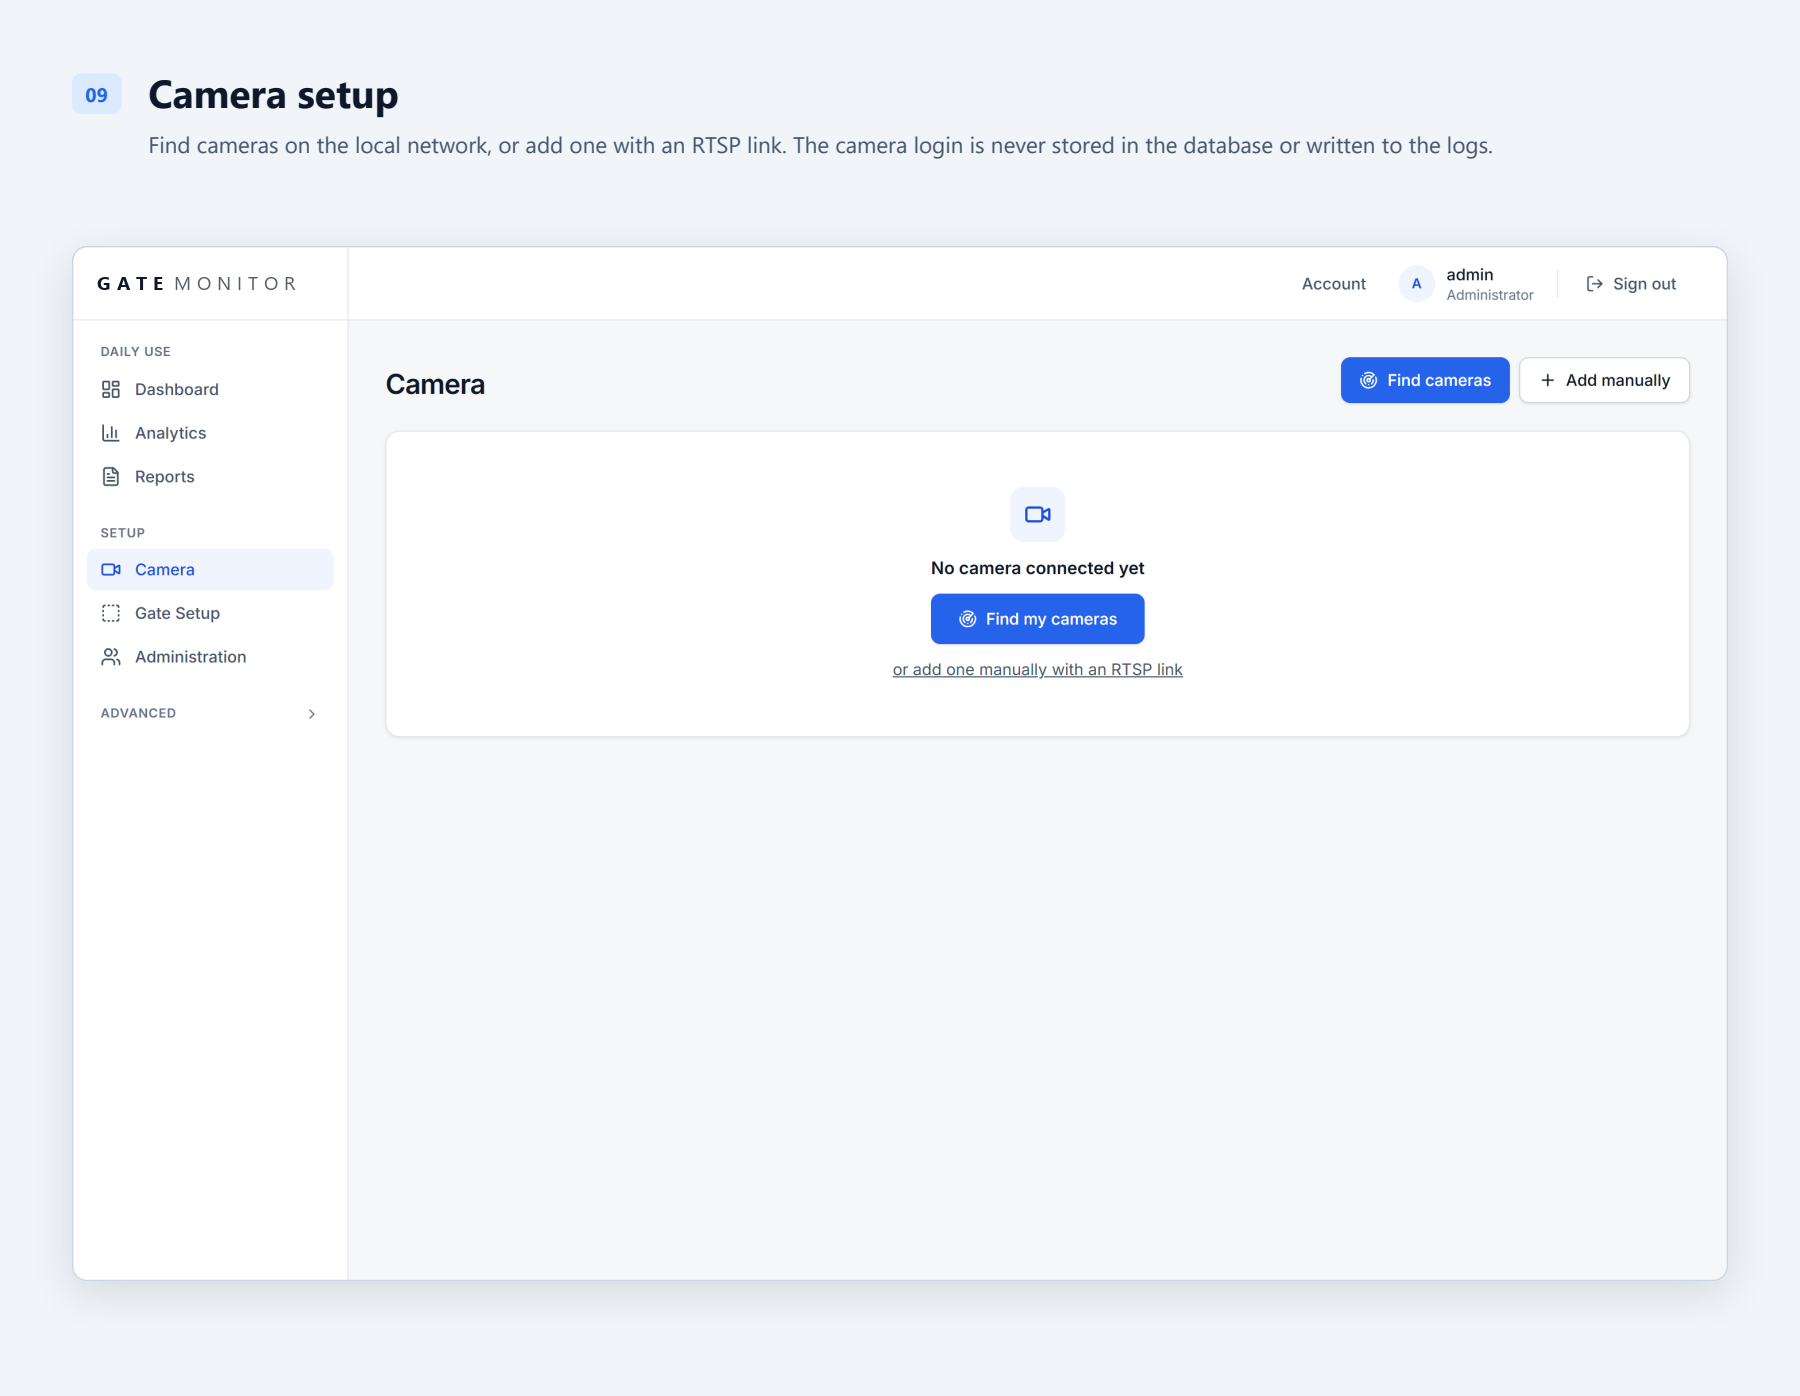 09
Camera setup
Find cameras on the local network, or add one with an RTSP link. The camera login is never stored in the database or written to the logs.
GATE MONITOR
Account
A
admin
Administrator
Sign out
DAILY USE
Dashboard
Analytics
Reports
SETUP
Camera
Gate Setup
Administration
ADVANCED
Camera
Find cameras
Add manually
No camera connected yet
Find my cameras
or add one manually with an RTSP link